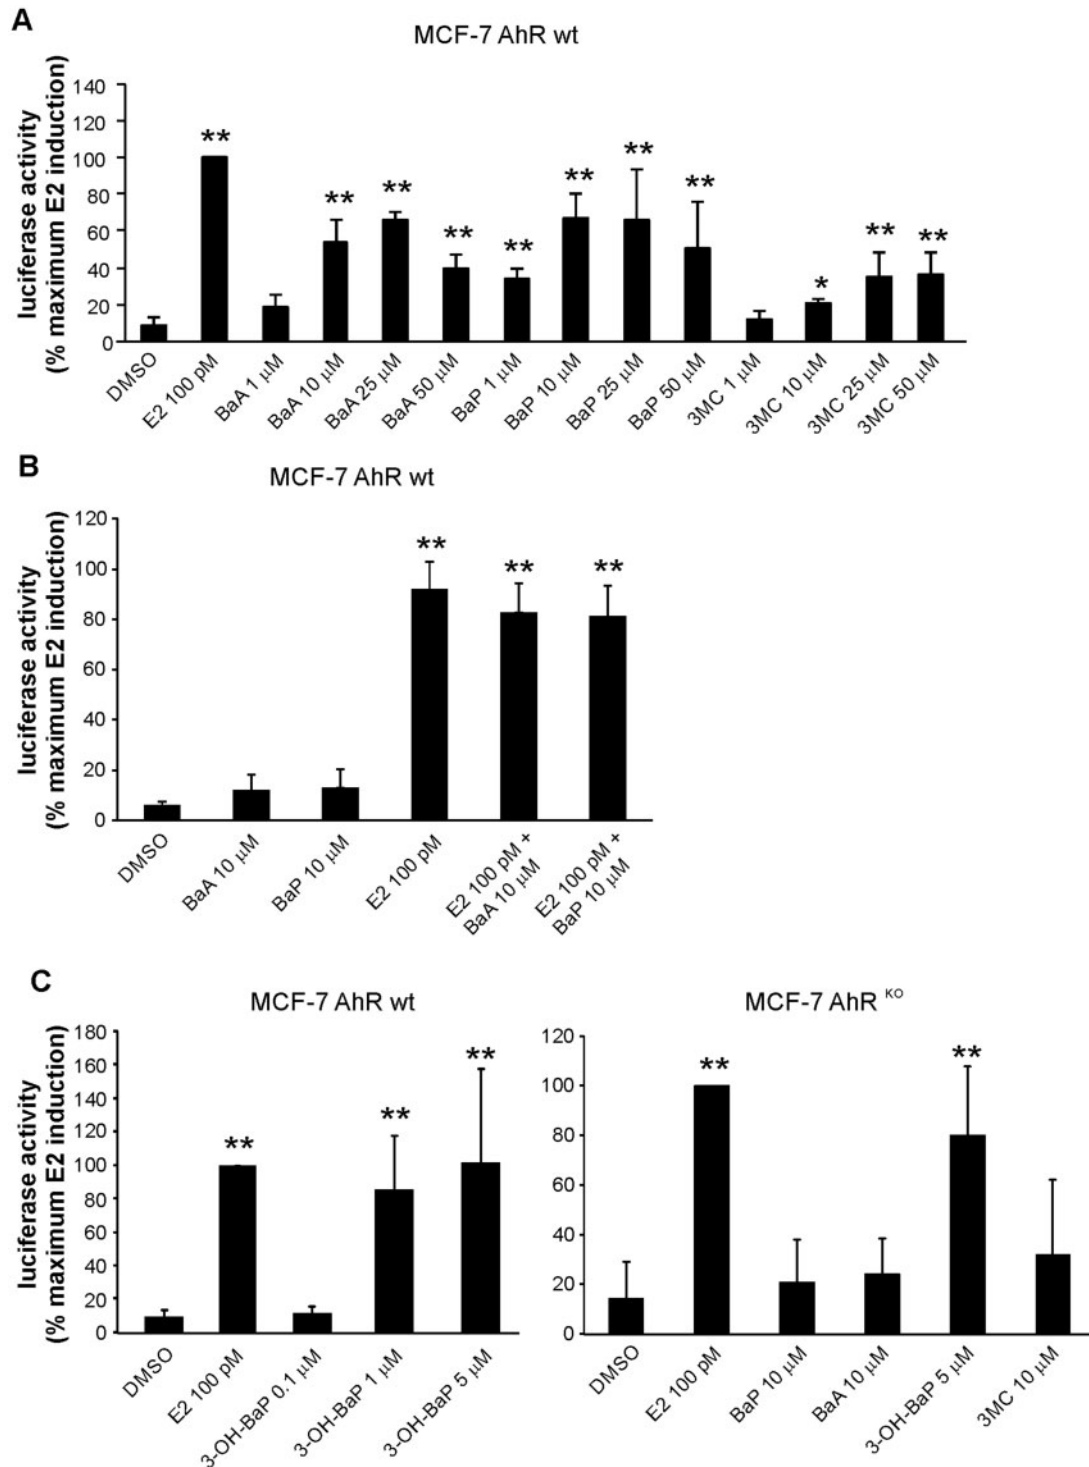 A
MCF-7 AhR wt
luciferase activity
(% maximum E2 induction)
140
120
100
80
60
40
20
0
**
**
**
**
**
**
**
**
*
**
**
DMSO
E2 100 pM
BaA 1 μM
BaA 10 μM
BaA 25 μM
BaA 50 μM
BaP 1 μM
BaP 10 μM
BaP 25 μM
BaP 50 μM
3MC 1 μM
3MC 10 μM
3MC 25 μM
3MC 50 μM
B
MCF-7 AhR wt
luciferase activity
(% maximum E2 induction)
120
100
80
60
40
20
0
**
**
**
DMSO
BaA 10 μM
BaP 10 μM
E2 100 pM
E2 100 pM +
BaA 10 μM
E2 100 pM +
BaP 10 μM
C
MCF-7 AhR wt
luciferase activity
(% maximum E2 induction)
180
160
140
120
100
80
60
40
20
0
**
**
**
DMSO
E2 100 pM
3-OH-BaP 0.1 μM
3-OH-BaP 1 μM
3-OH-BaP 5 μM
MCF-7 AhR KO
120
100
80
60
40
20
0
**
**
DMSO
E2 100 pM
BaP 10 μM
BaA 10 μM
3-OH-BaP 5 μM
3MC 10 μM